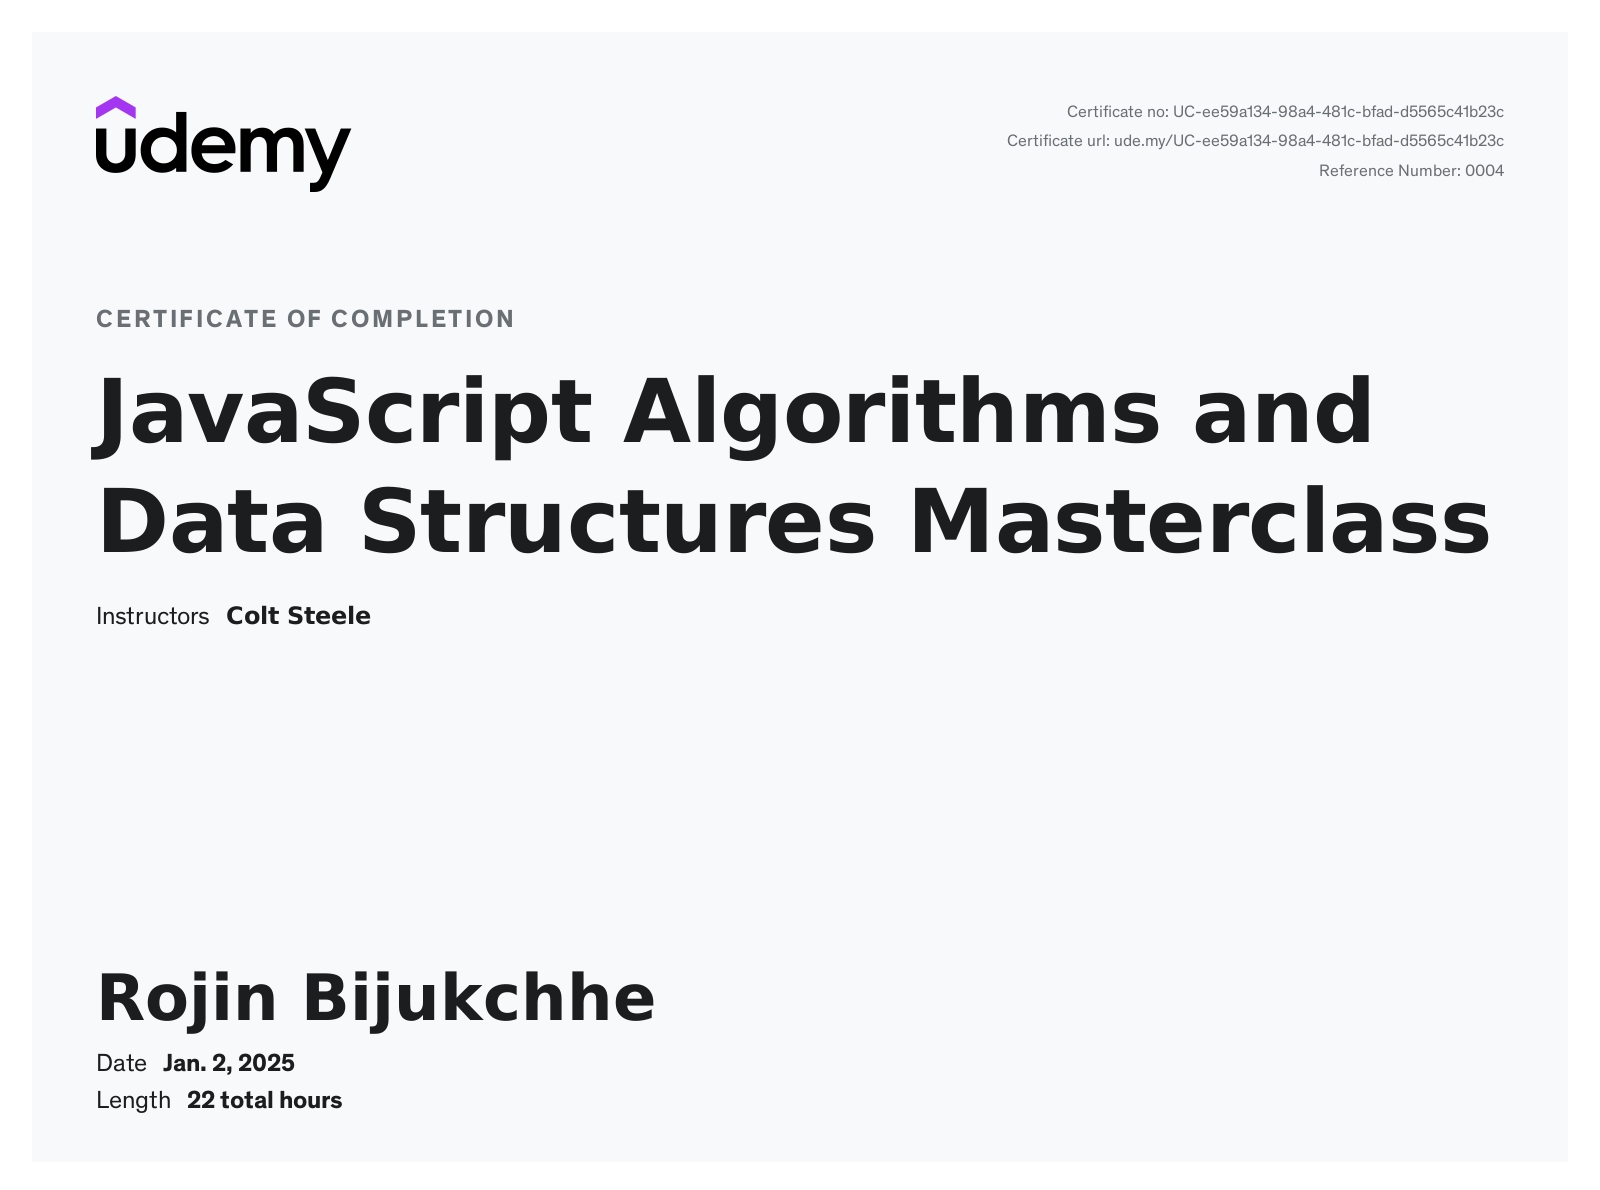 udemy
Certificate no: UC-ee59a134-98a4-481c-bfad-d5565c41b23c
Certificate url: ude.my/UC-ee59a134-98a4-481c-bfad-d5565c41b23c
Reference Number: 0004
CERTIFICATE OF COMPLETION
JavaScript Algorithms and
Data Structures Masterclass
Instructors Colt Steele
Rojin Bijukchhe
Date Jan. 2, 2025
Length 22 total hours